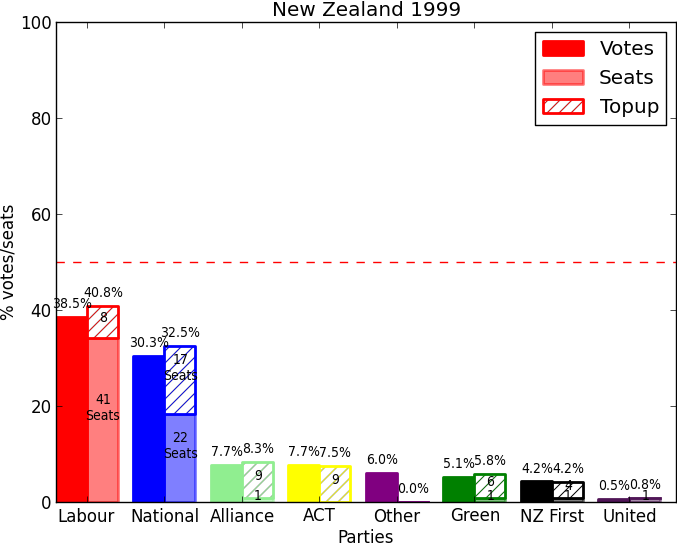 New Zealand 1999
100
80
60
40
20
0
% votes/seats
Votes
Seats
Topup
38.5%
40.8%
8
41
Seats
30.3%
32.5%
17
Seats
22
Seats
7.7%
8.3%
9
1
7.7%
7.5%
9
6.0%
0.0%
5.1%
5.8%
6
1
4.2%
4.2%
4
1
0.5%
0.8%
1
Labour
National
Alliance
ACT
Other
Green
NZ First
United
Parties